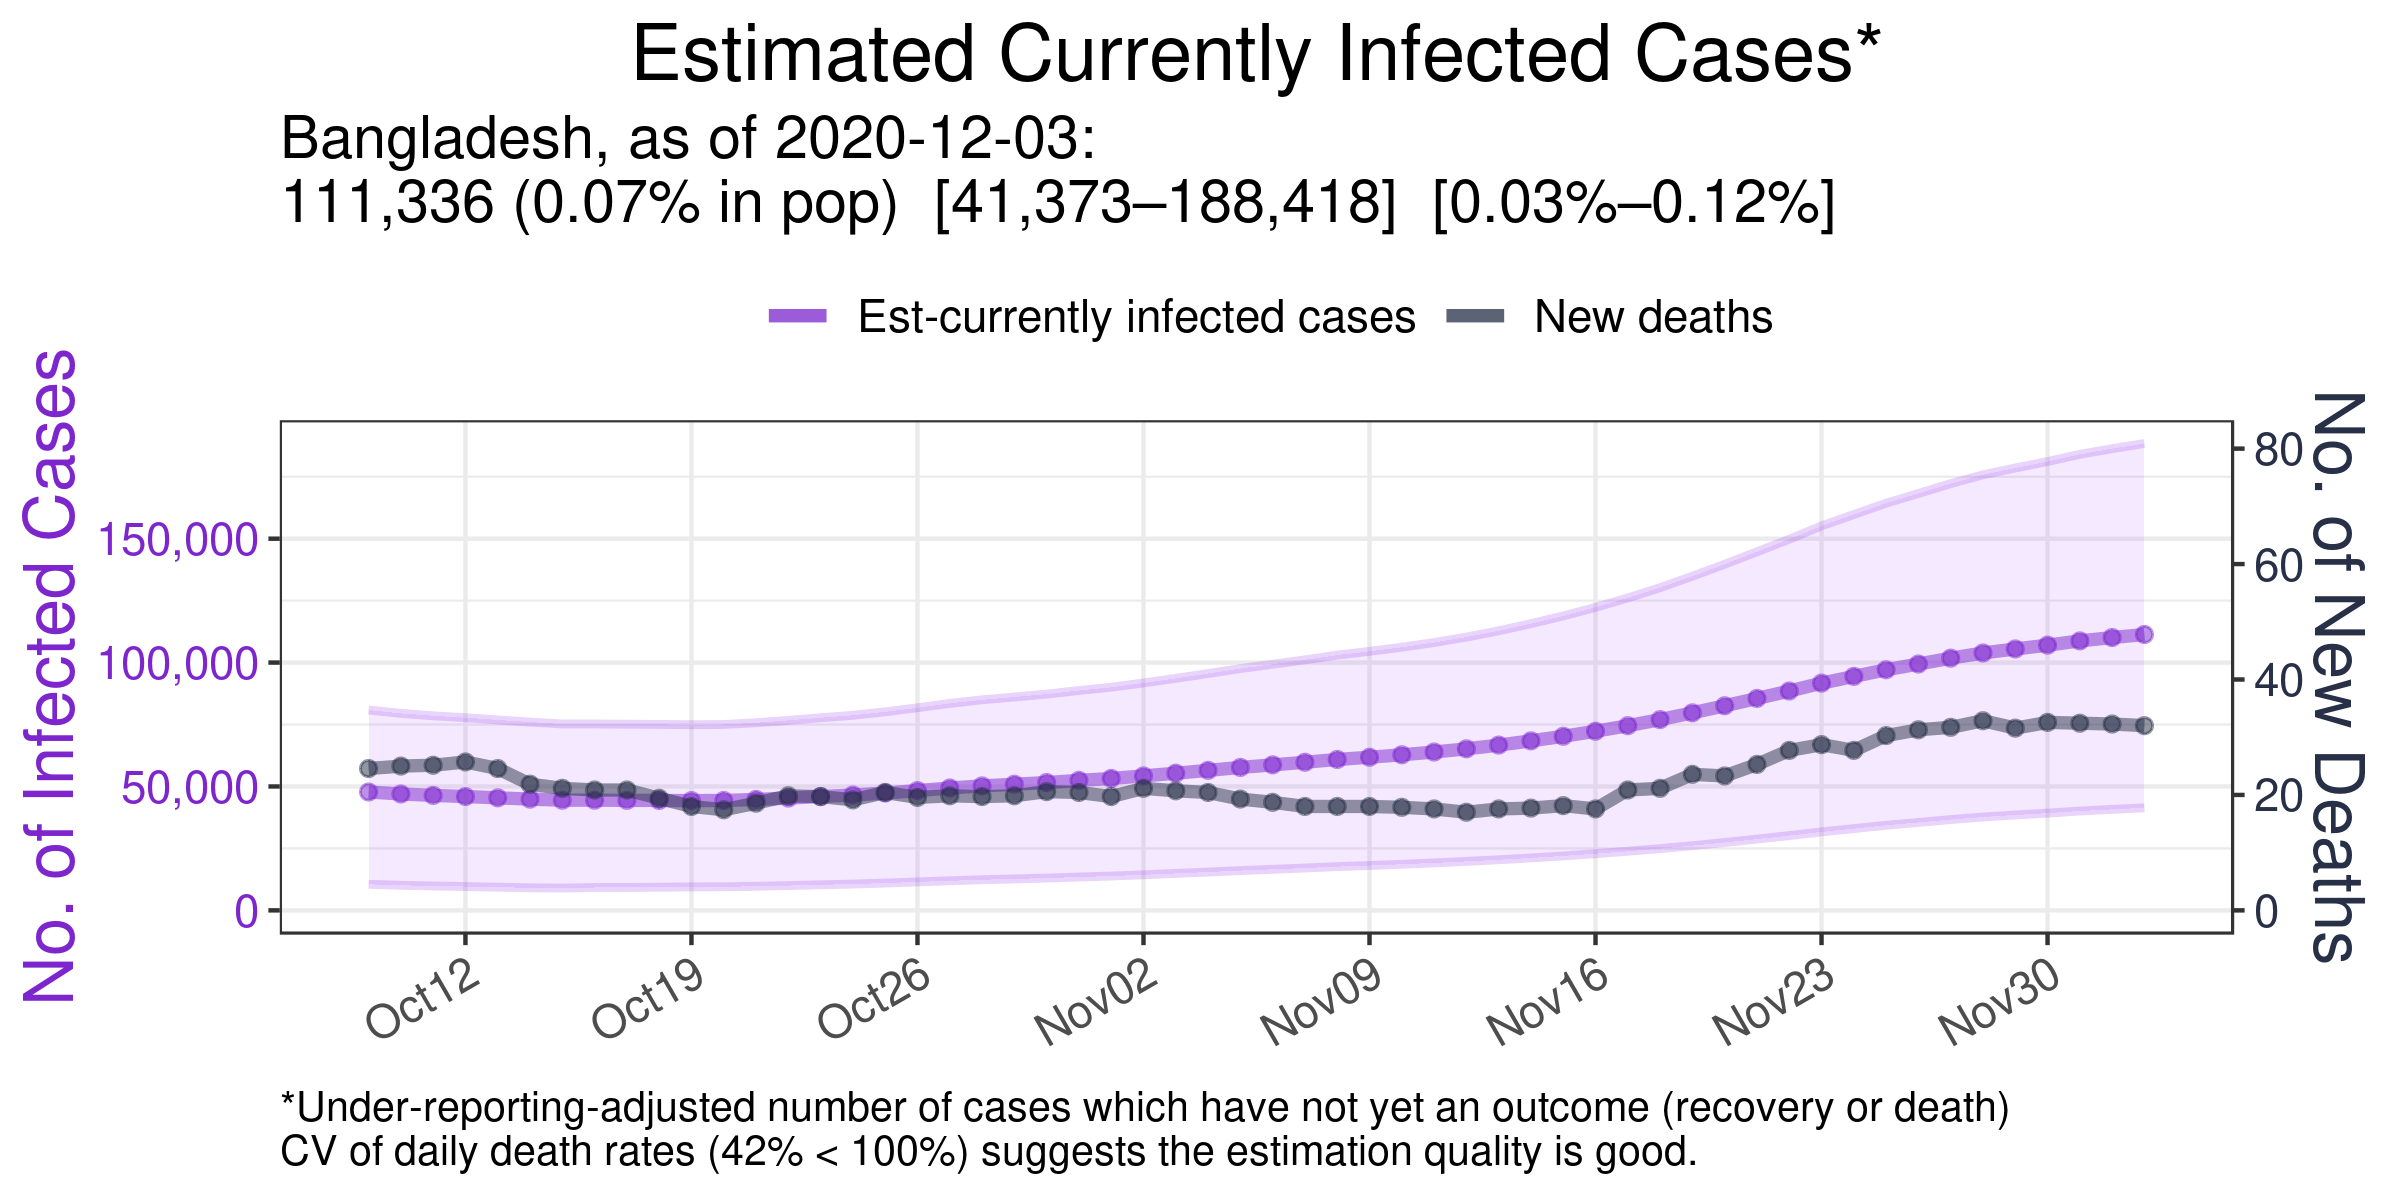 Estimated Currently Infected Cases*
Bangladesh, as of 2020-12-03:
111,336 (0.07% in pop)  [41,373–188,418]  [0.03%–0.12%]
Est-currently infected cases
New deaths
No. of Infected Cases
150,000
100,000
50,000
0
80
60
40
20
0
No. of New Deaths
Oct12
Oct19
Oct26
Nov02
Nov09
Nov16
Nov23
Nov30
*Under-reporting-adjusted number of cases which have not yet an outcome (recovery or death)
CV of daily death rates (42% < 100%) suggests the estimation quality is good.